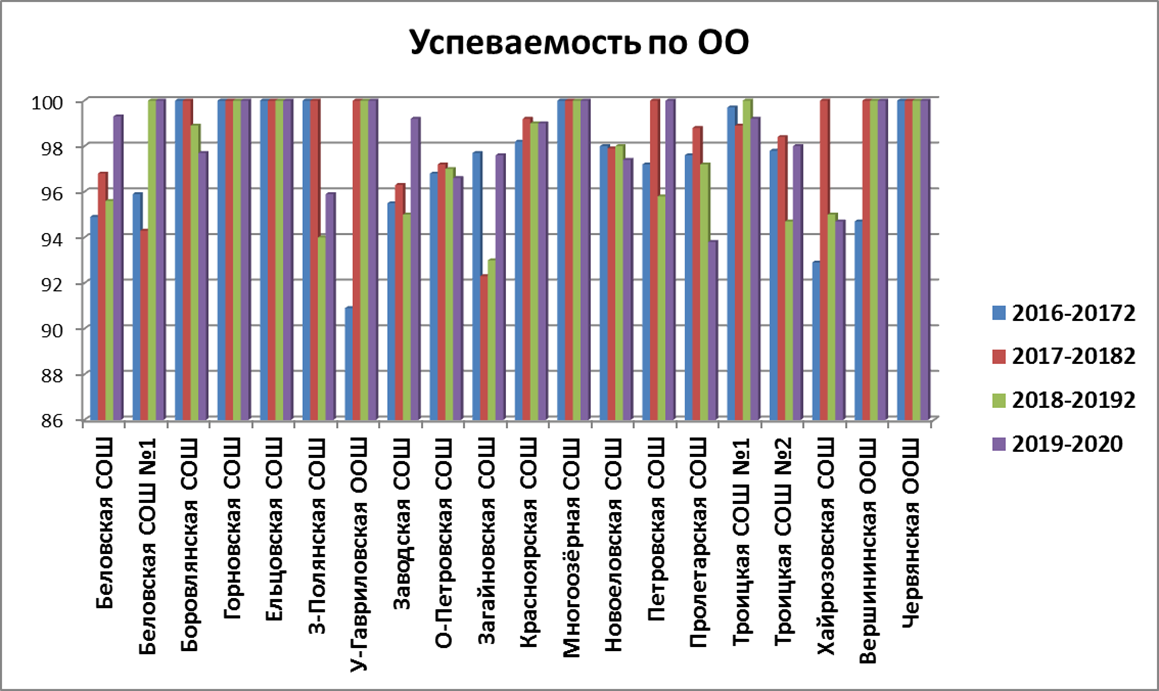 Успеваемость по ОО
100
98
96
94
92
90
88
86
Беловская СОШ
Беловская СОШ №1
Боровлянская СОШ
Горновская СОШ
Ельцовская СОШ
З-Полянская СОШ
У-Гавриловская ООШ
Заводская СОШ
О-Петровская СОШ
Загайновская СОШ
Красноярская СОШ
Многоозёрная СОШ
Новоеловская СОШ
Петровская СОШ
Пролетарская СОШ
Троицкая СОШ №1
Троицкая СОШ №2
Хайрюзовская СОШ
Вершининская ООШ
Червянская ООШ
2016-20172
2017-20182
2018-20192
2019-2020